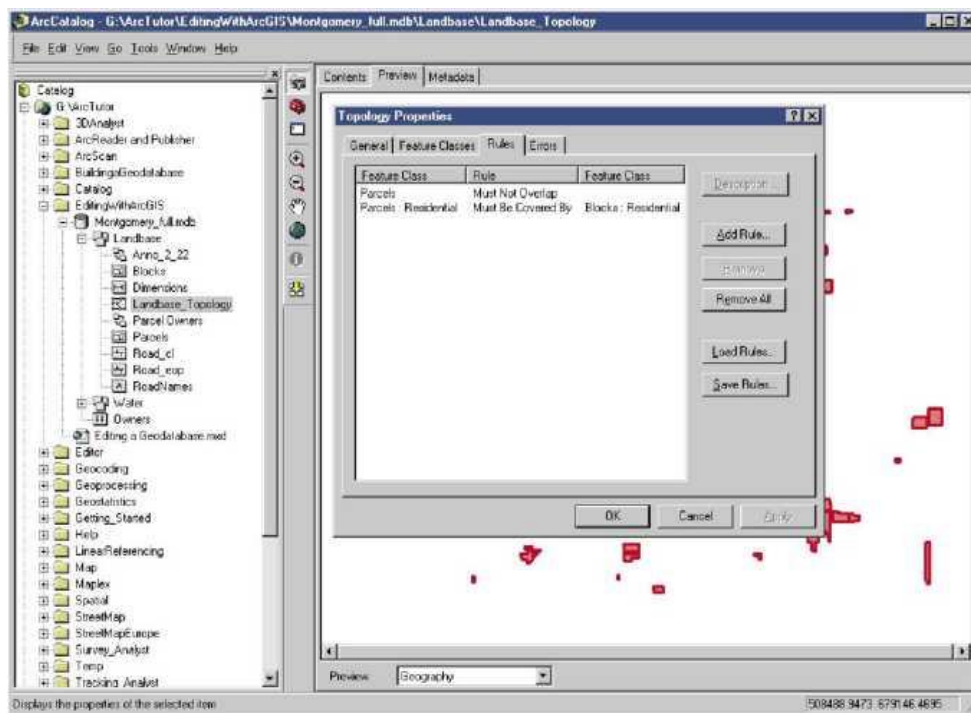 ArcCatalog - G:\ArcTutor\EditingWithArcGIS\Montgomery_full.mdb\Landbase\Landbase_Topology
File Edit View Go Tools Window Help
Catalog
G:\ArcTutor
3DAnalyst
ArcReader and Publisher
ArcScan
BuildingaGeodatabase
Catalog
EditingWithArcGIS
Montgomery_full.mdb
Landbase
Anno_2_22
Blocks
Dimensions
Landbase_Topology
Parcel Owners
Parcels
Road_cl
Road_eop
RoadNames
Water
Owners
Editing a Geodatabase.mxd
Editor
Geocoding
Geoprocessing
Geostatistics
Getting_Started
Help
LinearReferencing
Map
Maplex
Spatial
StreetMap
StreetMapEurope
Survey_Analyst
Temp
Tracking Analyst
Contents Preview Metadata
Topology Properties
General Feature Classes Rules Errors
Feature Class Rule Feature Class
Parcels Must Not Overlap
Parcels : Residential Must Be Covered By Blocks : Residential
Description...
Add Rule...
Remove
Remove All
Load Rules...
Save Rules...
OK Cancel Apply
Preview: Geography
Displays the properties of the selected item
508488.9473 679146.4695